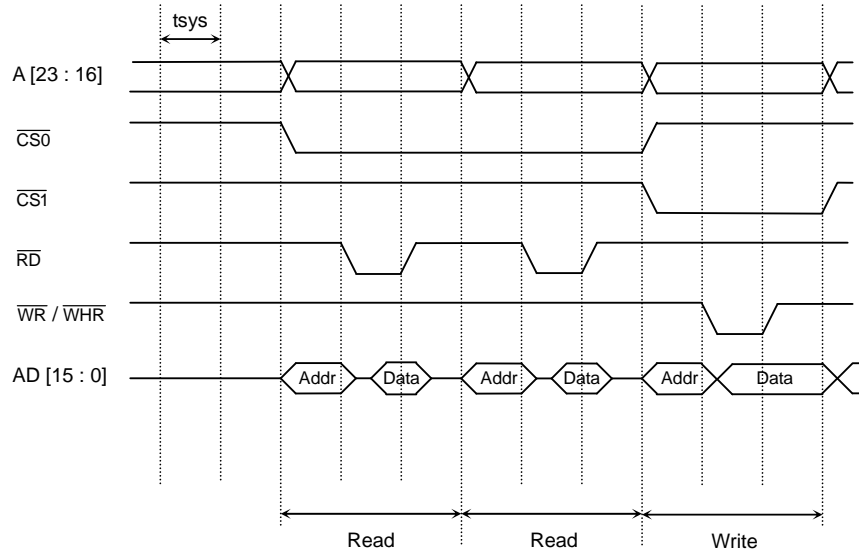 tsys
A [23 : 16]
CS0
CS1
RD
WR / WHR
AD [15 : 0]
Addr Data Addr Data Addr Data
Read Read Write